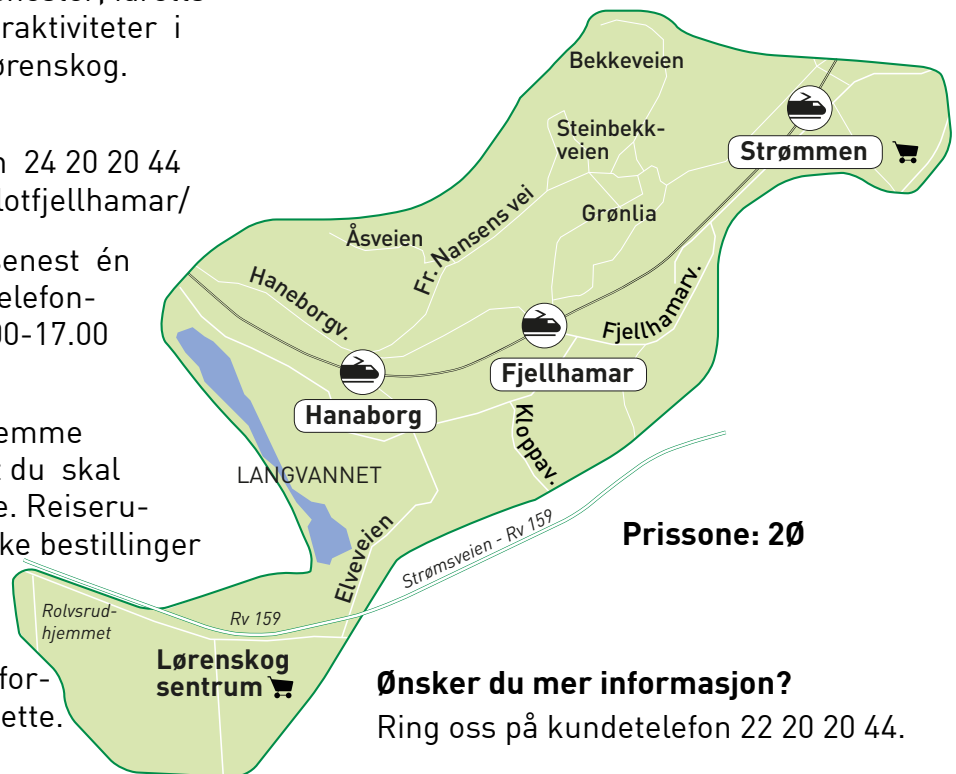 raktiviteter i
ørenskog.
24 20 20 44
lotfjellhamar/
senest én
elefon-
00-17.00
emme
du skal
e. Reiseru-
ke bestillinger
for-
ette.
Bekkeveien
Steinbekk-
veien
Strømmen
Grønlia
Åsveien
Fr. Nansens vei
Haneborgv.
Fjellhamarv.
Fjellhamar
Hanaborg
Kloppav.
LANGVANNET
Elveveien
Strømsveien - Rv 159
Prissone: 2Ø
Rolvsrud-
hjemmet
Rv 159
Lørenskog
sentrum
Ønsker du mer informasjon?
Ring oss på kundetelefon 22 20 20 44.